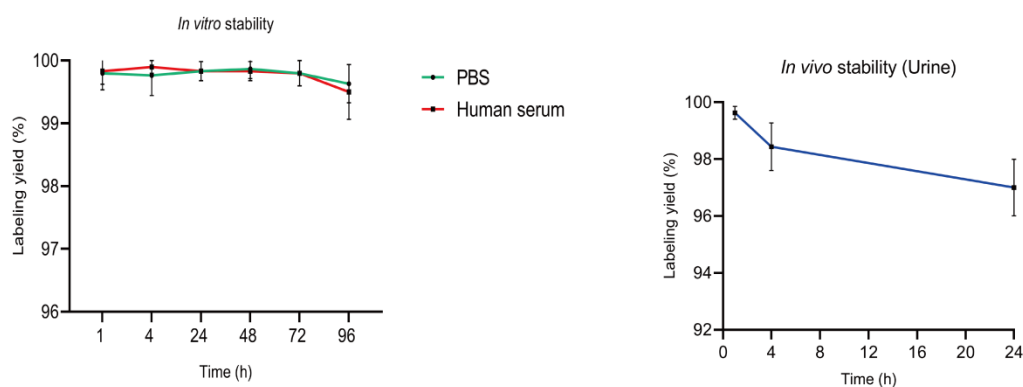 In vitro stability
100
99
98
97
96
Labeling yield (%)
1 4 24 48 72 96
Time (h)
PBS
Human serum
In vivo stability (Urine)
100
98
96
94
92
Labeling yield (%)
0 4 8 12 16 20 24
Time (h)